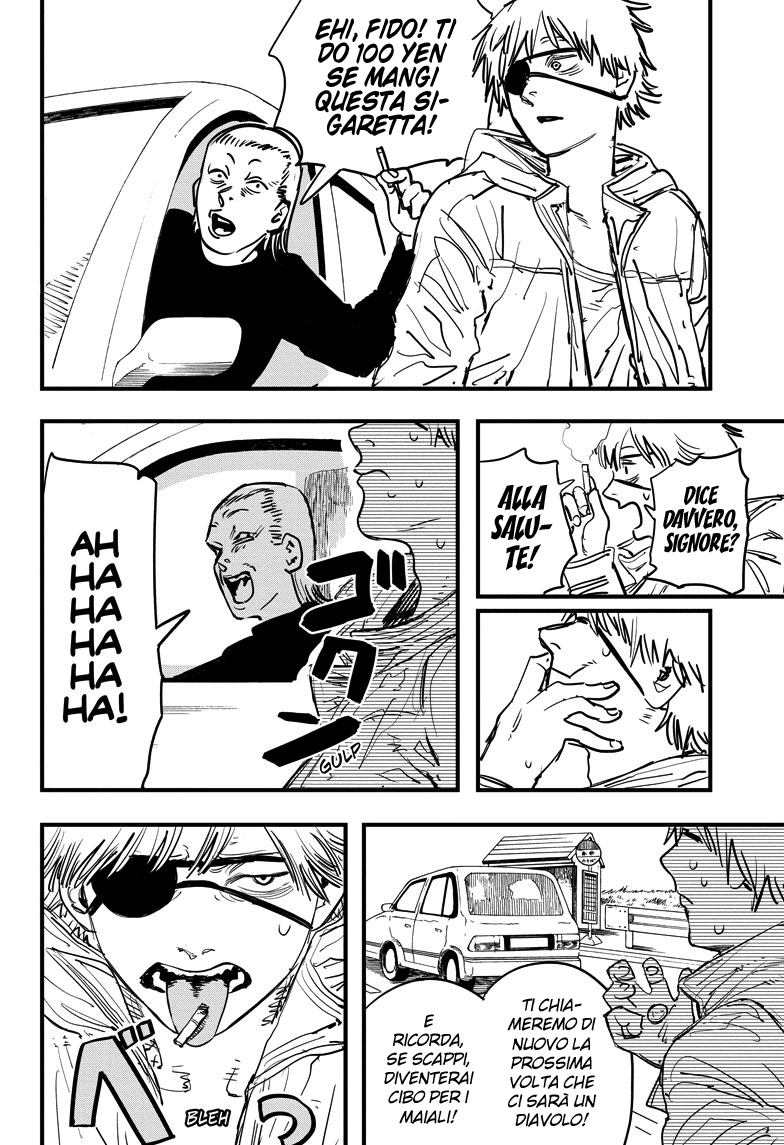 EHI, FIDO! TI
DO 100 YEN
SE MANGI
QUESTA SI-
GARETTA!
DICE
DAVVERO,
SIGNORE?
ALLA
SALU-
TE!
AH
HA
HA
HA
HA
HA!
ゴクン
GULP
ベ
BLEH
TI CHIA-
MEREMO DI
NUOVO LA
PROSSIMA
VOLTA CHE
CI SARÀ UN
DIAVOLO!
E
RICORDA,
SE SCAPPI,
DIVENTERAI
CIBO PER I
MAIALI!